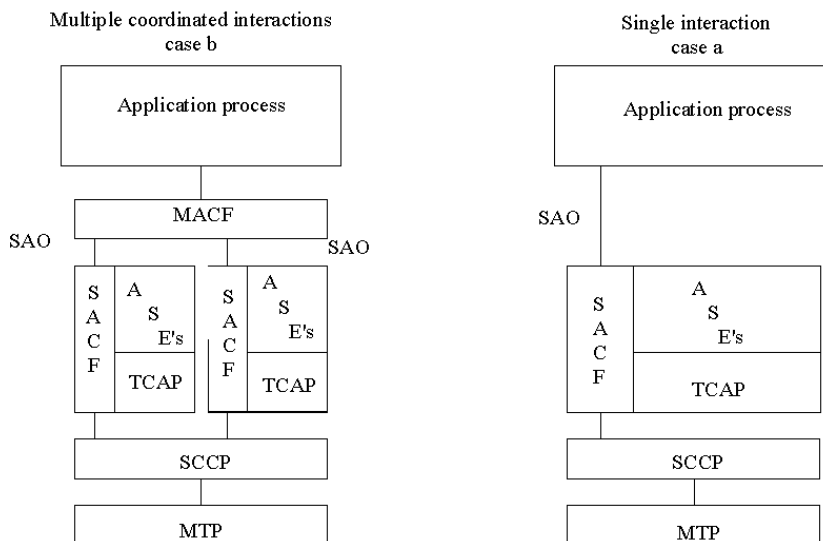 Multiple coordinated interactions
case b
Application process
MACF
SAO
SAO
S
A
C
F
A
S
E's
TCAP
S
A
C
F
A
S
E's
TCAP
SCCP
MTP
Single interaction
case a
Application process
SAO
S
A
C
F
A
S
E's
TCAP
SCCP
MTP